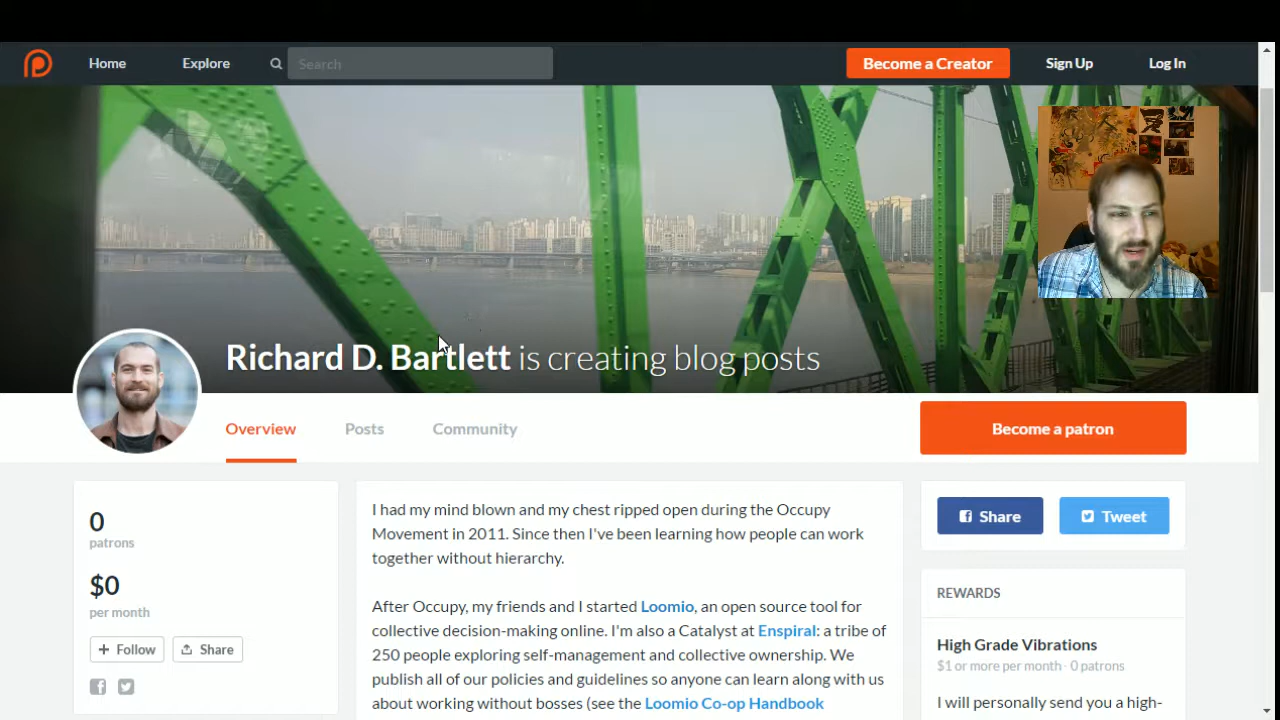 Home
Explore
Search
Become a Creator
Sign Up
Log In
Richard D. Bartlett is creating blog posts
Overview
Posts
Community
Become a patron
0
patrons
$0
per month
+ Follow
Share
I had my mind blown and my chest ripped open during the Occupy
Movement in 2011. Since then I've been learning how people can work
together without hierarchy.
After Occupy, my friends and I started Loomio, an open source tool for
collective decision-making online. I'm also a Catalyst at Enspiral: a tribe of
250 people exploring self-management and collective ownership. We
publish all of our policies and guidelines so anyone can learn along with us
about working without bosses (see the Loomio Co-op Handbook
Share
Tweet
REWARDS
High Grade Vibrations
$1 or more per month · 0 patrons
I will personally send you a high-